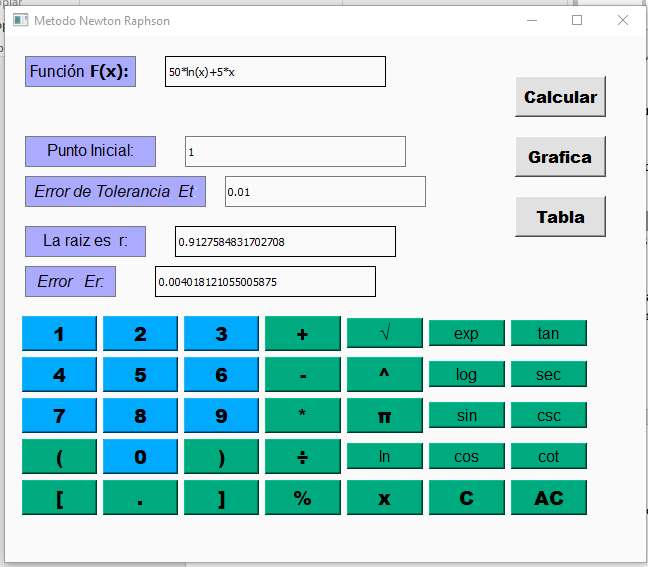 Metodo Newton Raphson
Función F(x): 50*ln(x)+5*x
Calcular
Punto Inicial: 1
Grafica
Error de Tolerancia Et 0.01
Tabla
La raiz es r: 0.9127584831702708
Error Er: 0.004018121055005875
1 2 3 + √ exp tan
4 5 6 - ^ log sec
7 8 9 * π sin csc
( 0 ) ÷ ln cos cot
[ . ] % x C AC